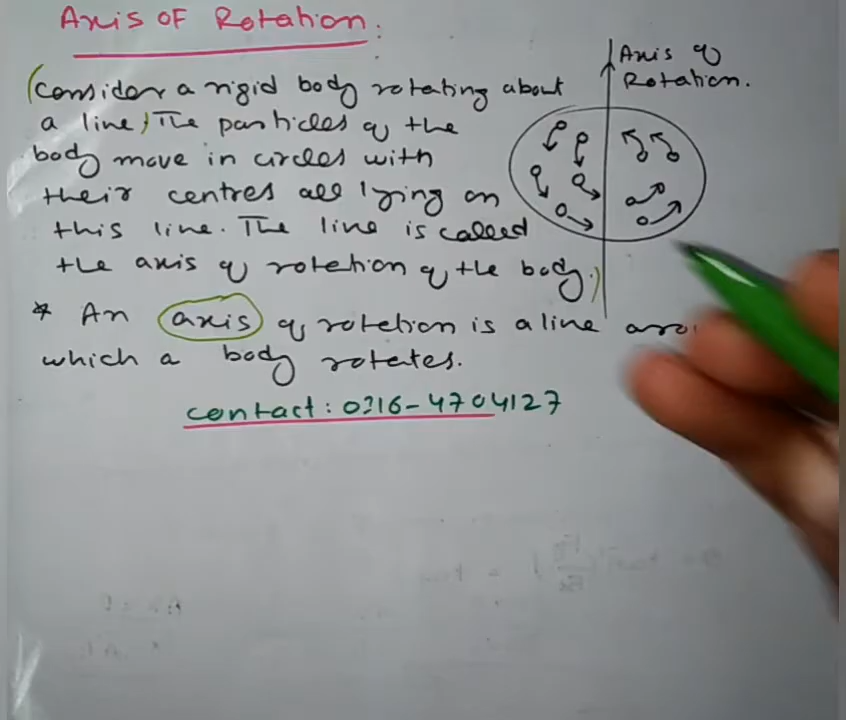 Axis OF Rotation:
(Consider a rigid body rotating about
a line) The particles of the
body move in circles with
their centres all lying on
this line. The line is called
the axis of rotation of the body.)
* An axis of rotetion is a line
which a body rotates.
contact: 0316-4704127
Axis of
Rotation.